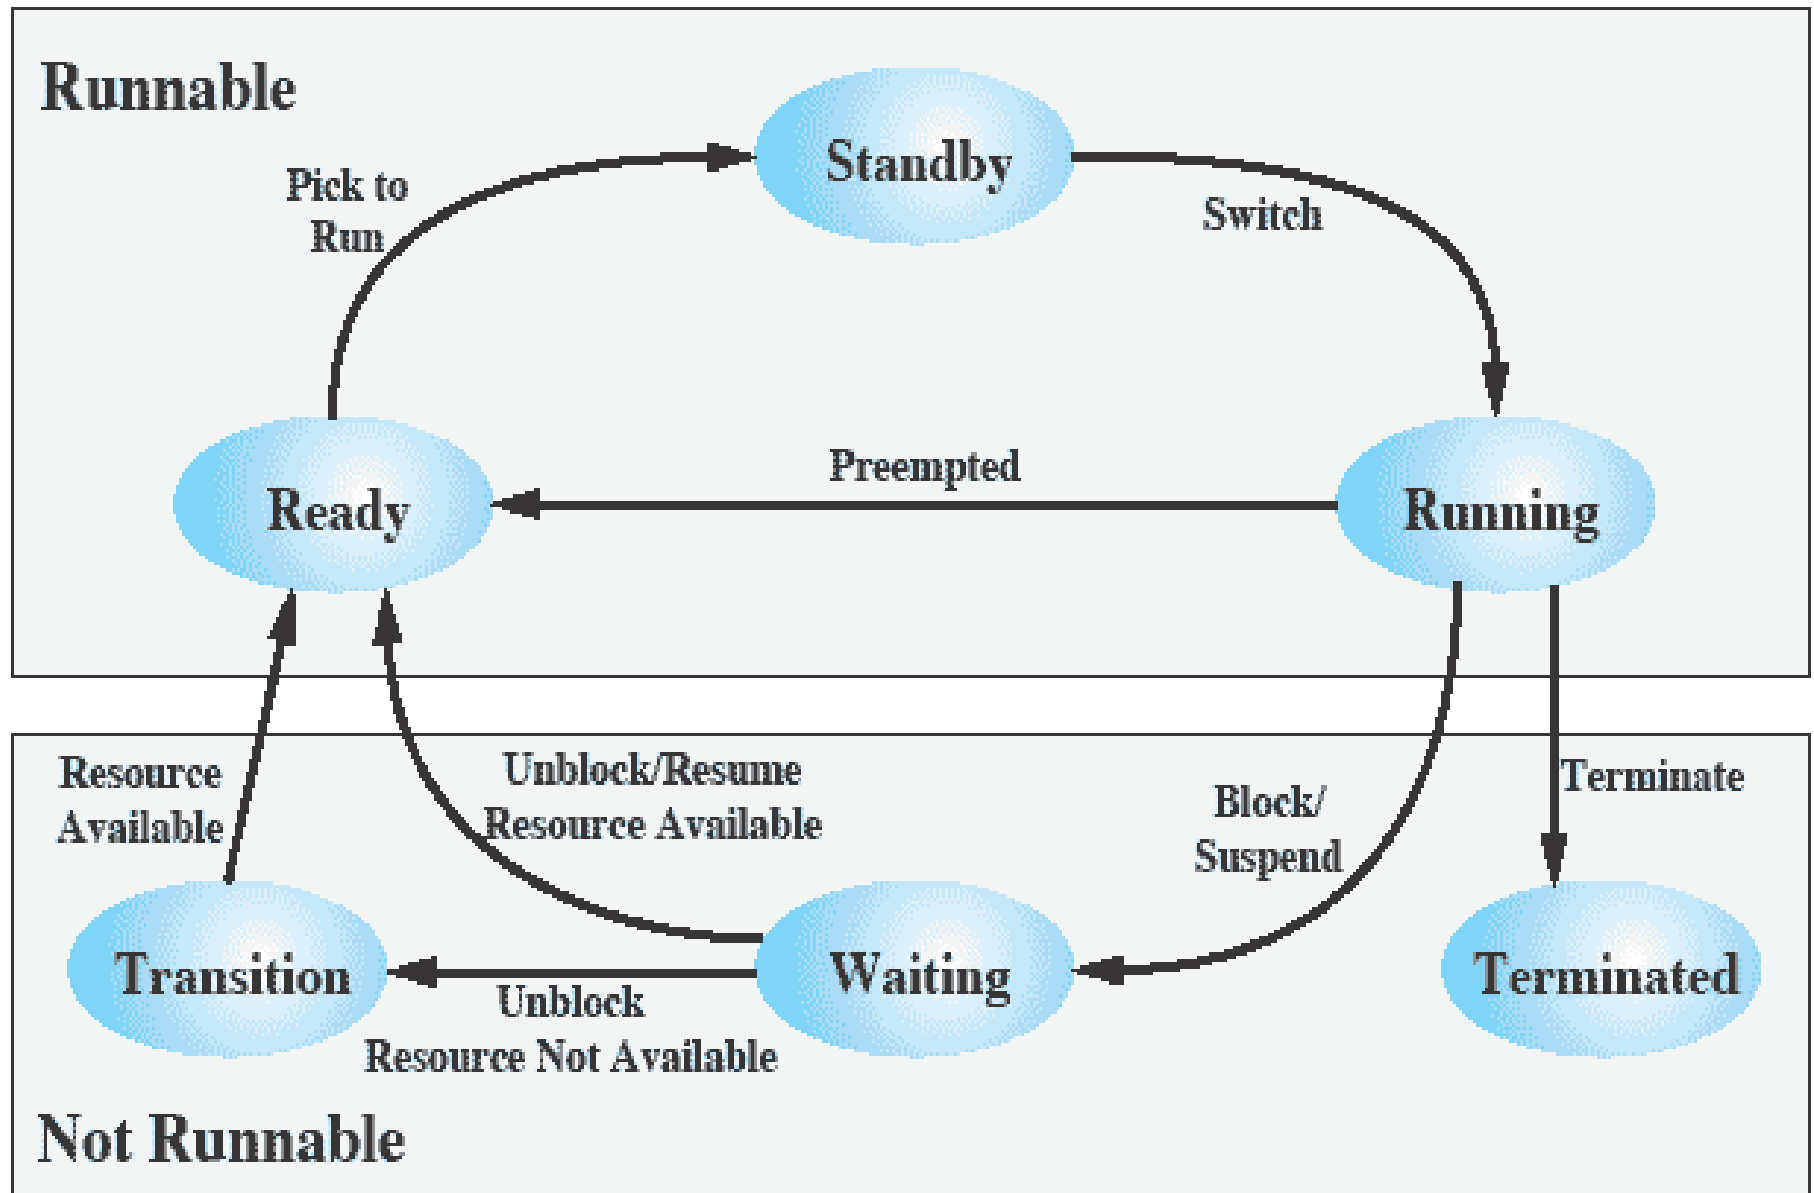 Runnable
Standby
Pick to
Run
Switch
Preempted
Ready
Running
Resource
Available
Unblock/Resume
Resource Available
Block/
Suspend
Terminate
Transition
Waiting
Terminated
Unblock
Resource Not Available
Not Runnable